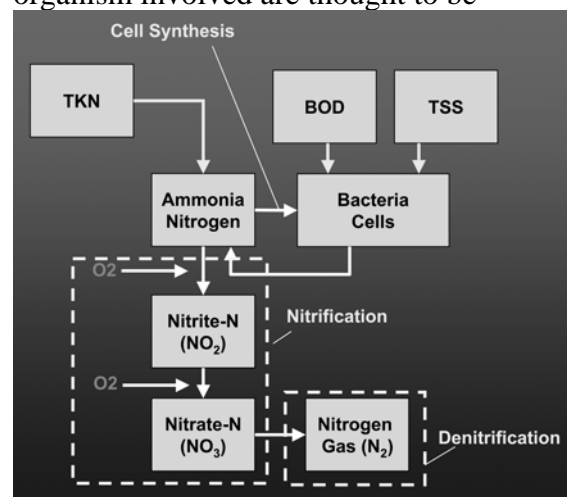 organism involved are thought to be
Cell Synthesis
TKN
BOD
TSS
Ammonia
Nitrogen
Bacteria
Cells
O2
Nitrite-N
(NO₂)
Nitrification
O2
Nitrate-N
(NO₃)
Nitrogen
Gas (N₂)
Denitrification